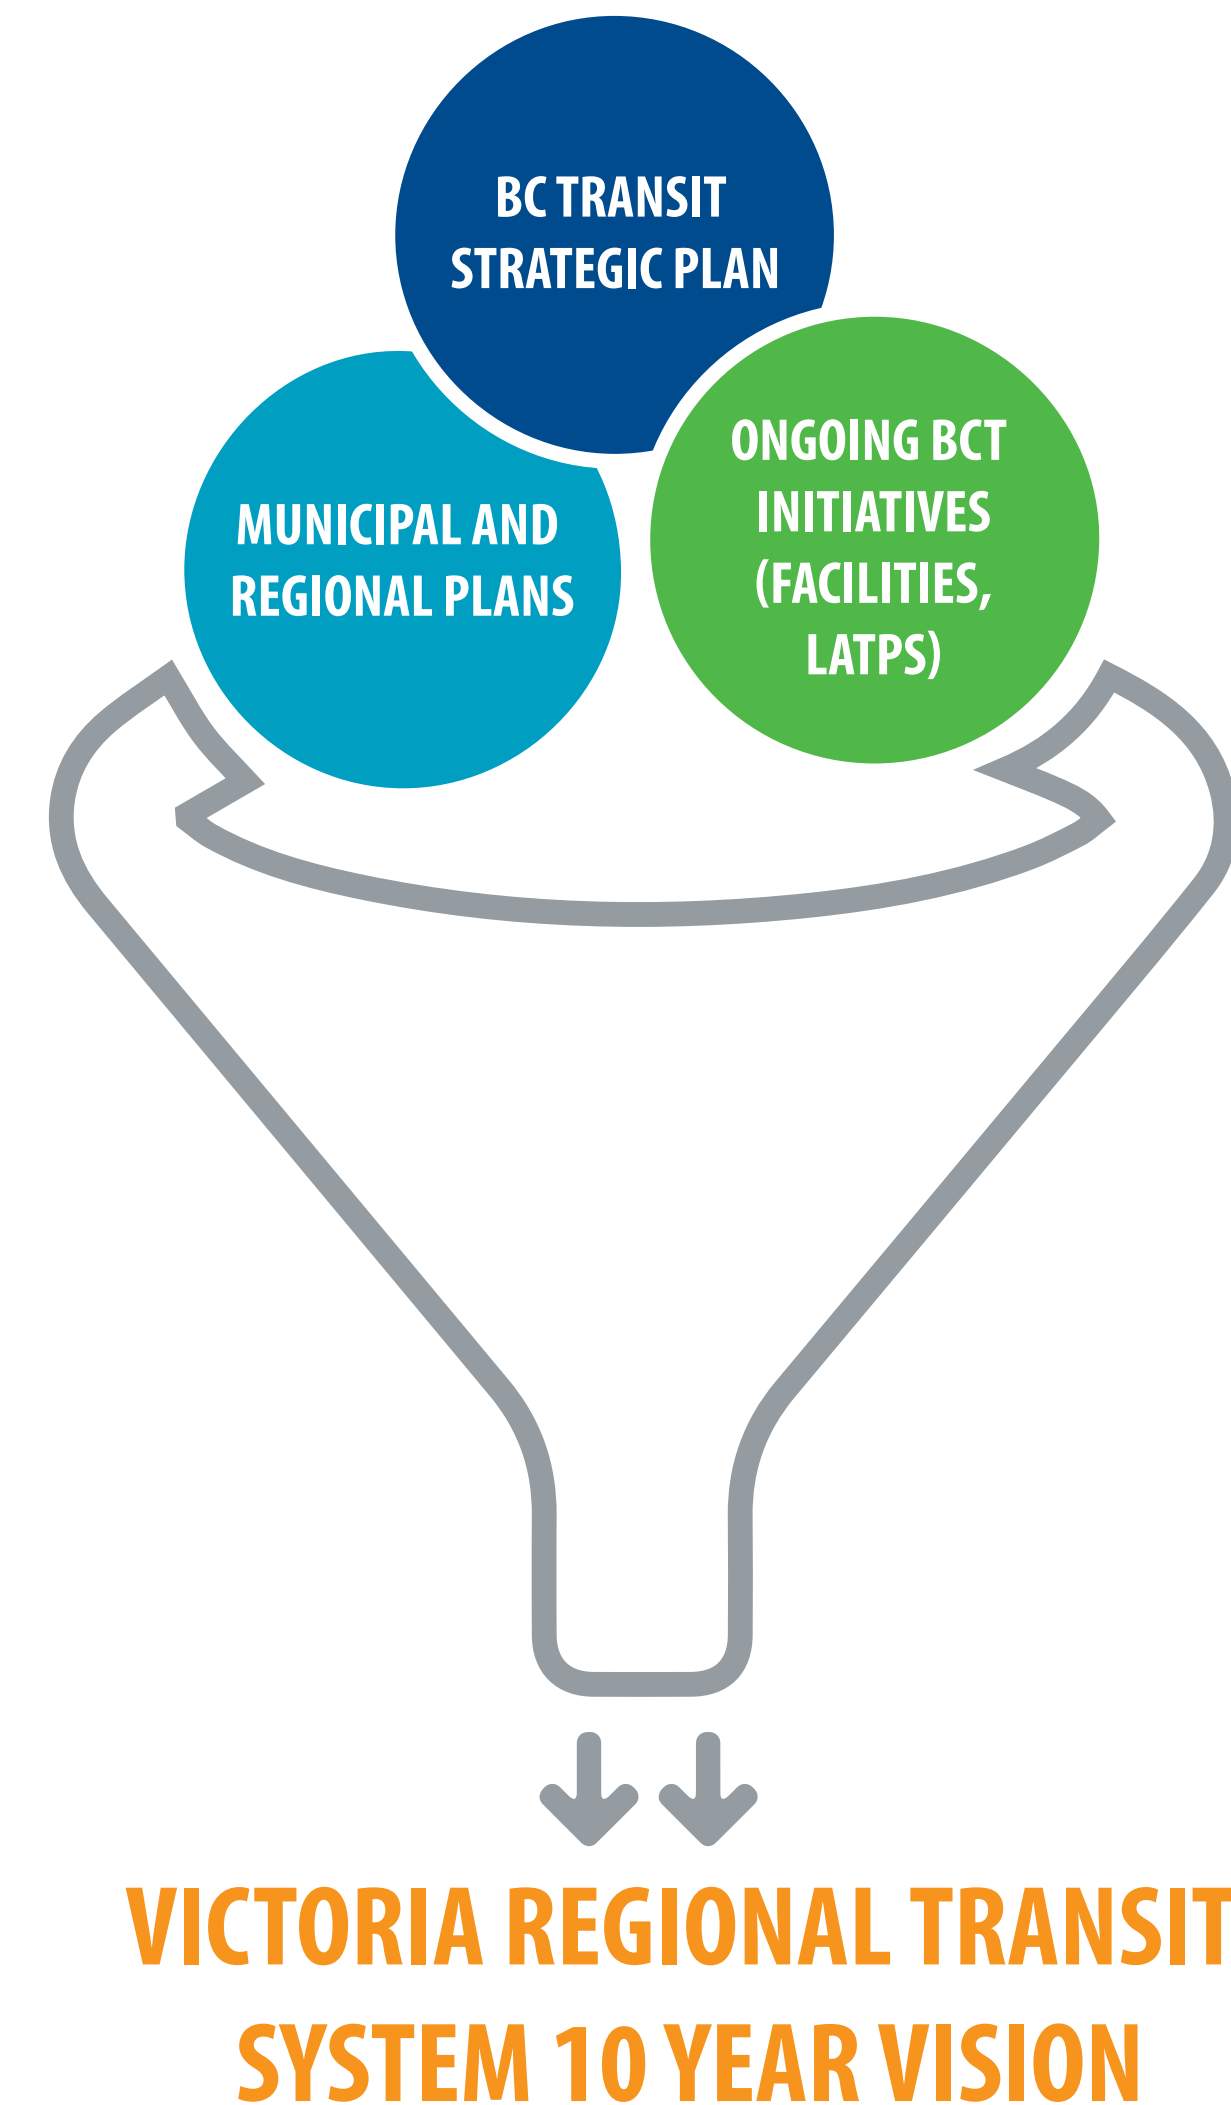 BC TRANSIT
STRATEGIC PLAN
MUNICIPAL AND
REGIONAL PLANS
ONGOING BCT
INITIATIVES
(FACILITIES,
LATPS)
VICTORIA REGIONAL TRANSIT
SYSTEM 10 YEAR VISION